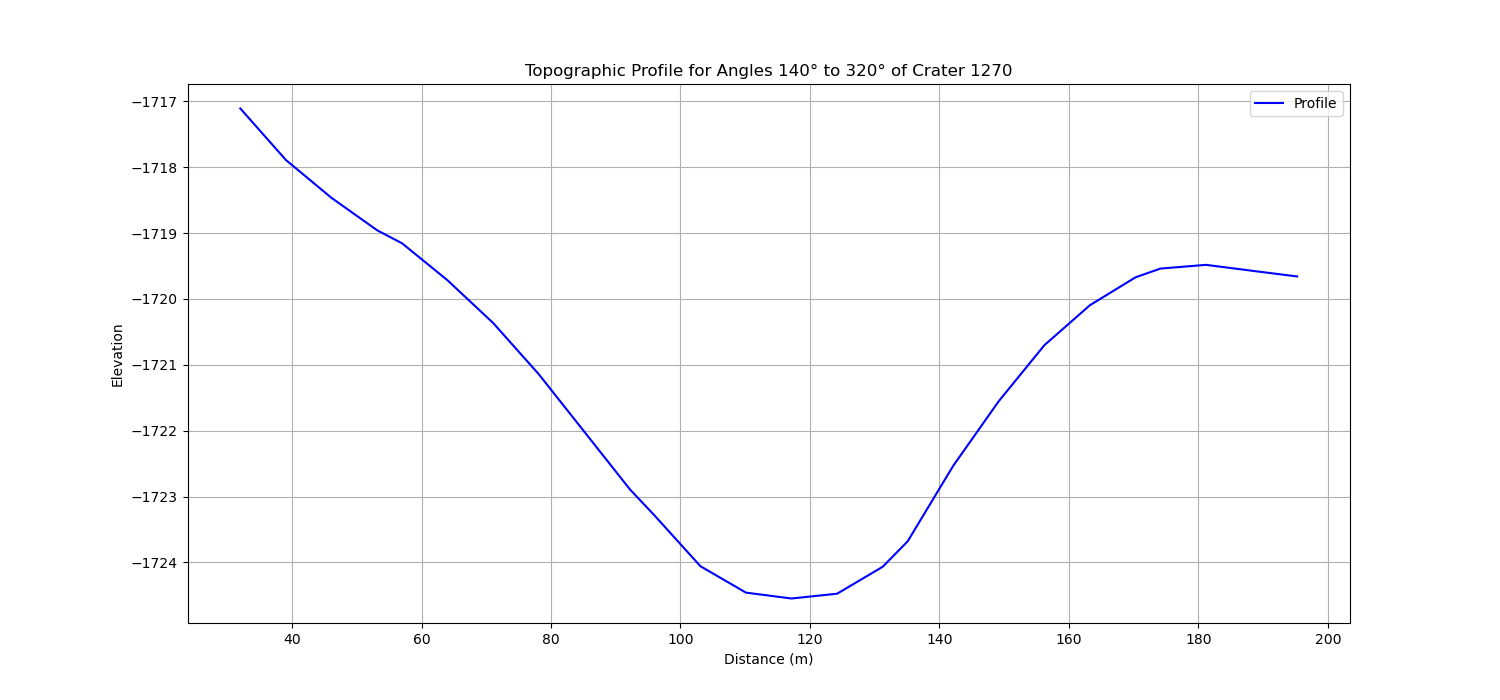 Topographic Profile for Angles 140° to 320° of Crater 1270
Profile
−1717
−1718
−1719
−1720
−1721
−1722
−1723
−1724
Elevation
40 60 80 100 120 140 160 180 200
Distance (m)